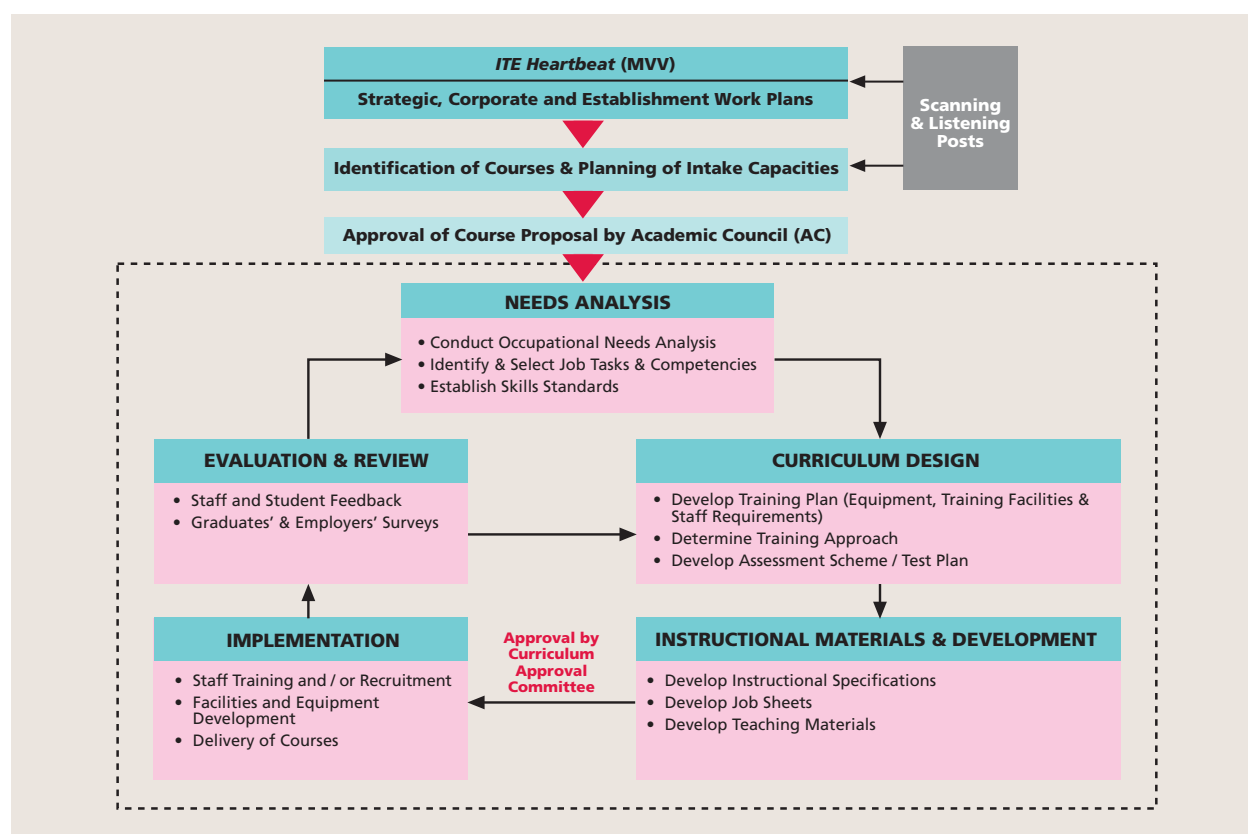 ITE Heartbeat (MVV)
Strategic, Corporate and Establishment Work Plans
Scanning
& Listening
Posts
Identification of Courses & Planning of Intake Capacities
Approval of Course Proposal by Academic Council (AC)
NEEDS ANALYSIS
• Conduct Occupational Needs Analysis
• Identify & Select Job Tasks & Competencies
• Establish Skills Standards
EVALUATION & REVIEW
• Staff and Student Feedback
• Graduates’ & Employers’ Surveys
CURRICULUM DESIGN
• Develop Training Plan (Equipment, Training Facilities &
Staff Requirements)
• Determine Training Approach
• Develop Assessment Scheme / Test Plan
IMPLEMENTATION
• Staff Training and / or Recruitment
• Facilities and Equipment
Development
• Delivery of Courses
Approval by
Curriculum
Approval
Committee
INSTRUCTIONAL MATERIALS & DEVELOPMENT
• Develop Instructional Specifications
• Develop Job Sheets
• Develop Teaching Materials